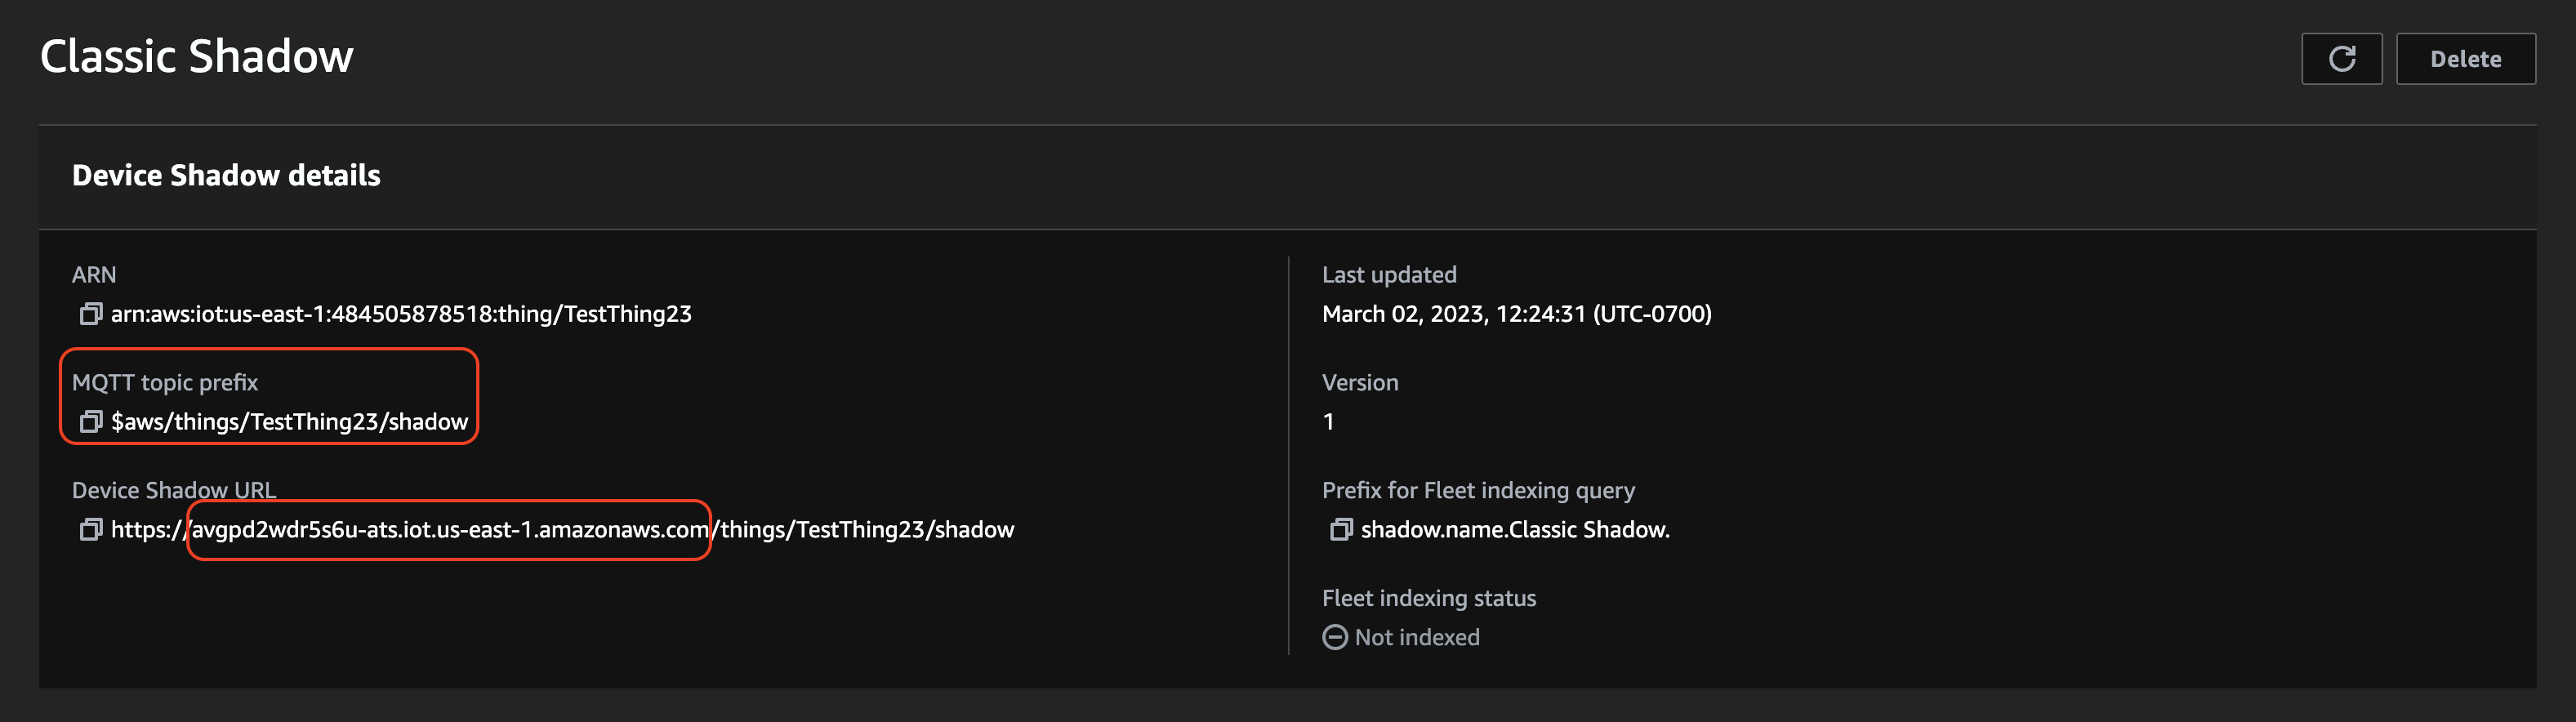 Classic Shadow
Delete
Device Shadow details
ARN
arn:aws:iot:us-east-1:484505878518:thing/TestThing23
MQTT topic prefix
$aws/things/TestThing23/shadow
Device Shadow URL
https://avgpd2wdr5s6u-ats.iot.us-east-1.amazonaws.com/things/TestThing23/shadow
Last updated
March 02, 2023, 12:24:31 (UTC-0700)
Version
1
Prefix for Fleet indexing query
shadow.name.Classic Shadow.
Fleet indexing status
Not indexed